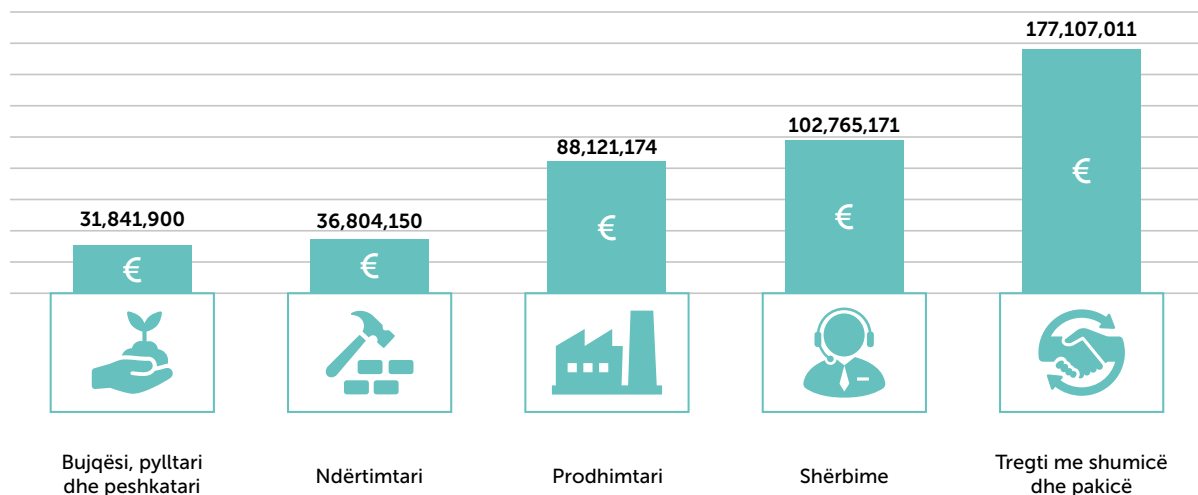 177,107,011
102,765,171
88,121,174
31,841,900
36,804,150
€
€
€
€
€
Bujqësi, pylltari
dhe peshkatari
Ndërtimtari
Prodhimtari
Shërbime
Tregti me shumicë
dhe pakicë